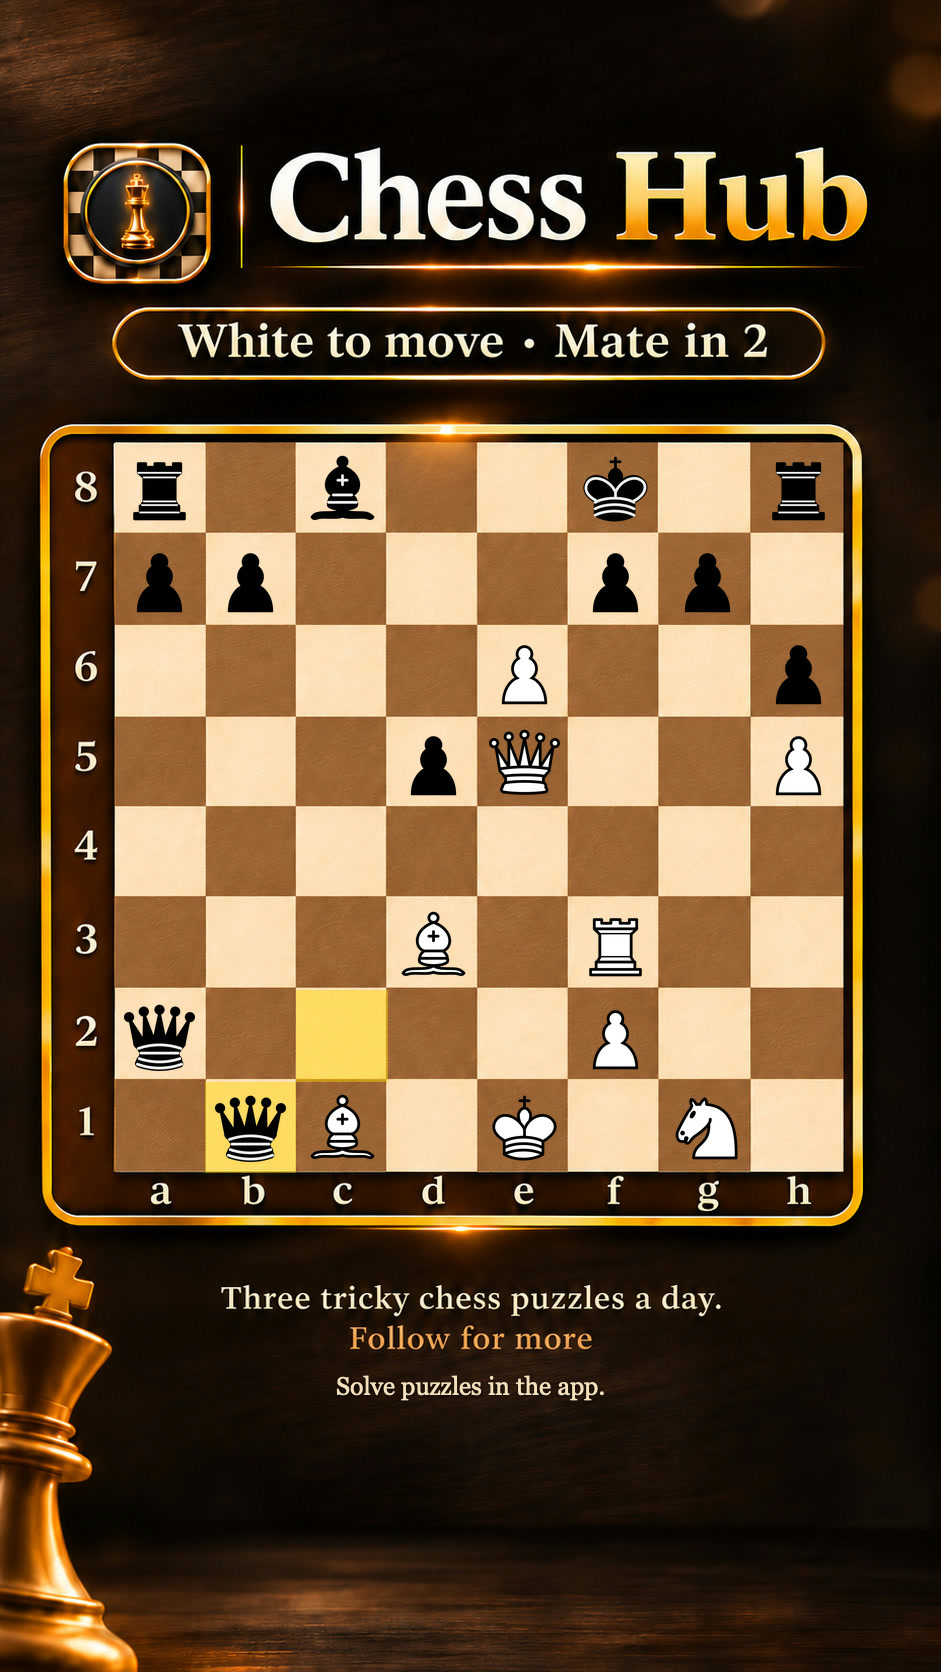 Chess Hub
White to move · Mate in 2
8
7
6
5
4
3
2
1
a b c d e f g h
Three tricky chess puzzles a day.
Follow for more
Solve puzzles in the app.